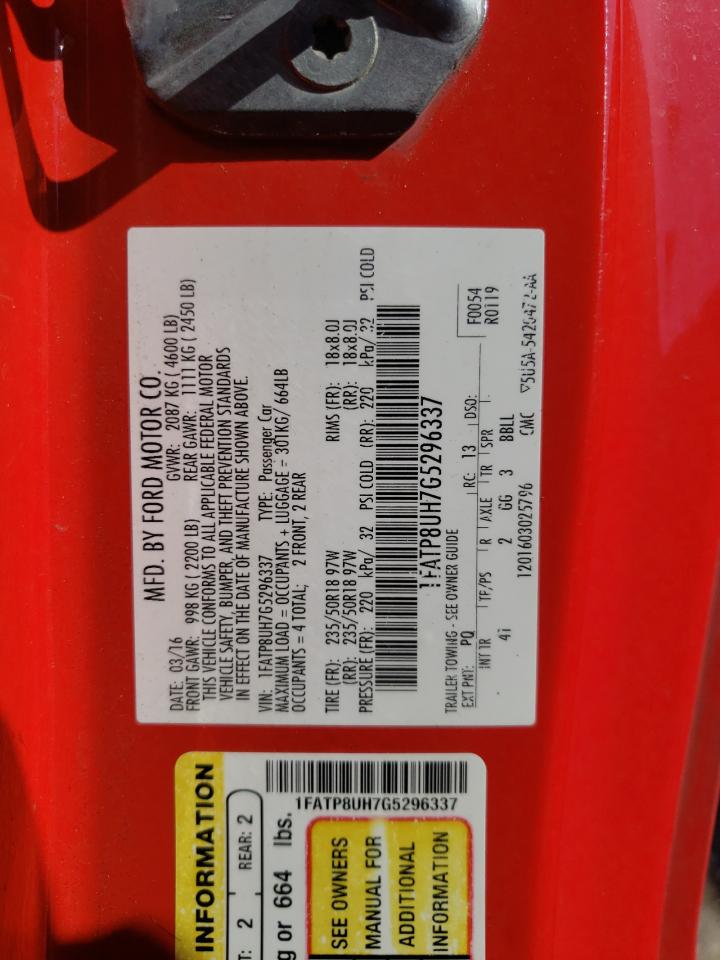 MFD. BY FORD MOTOR CO.
DATE: 03/16 GVWR: 2087 KG ( 4600 LB)
FRONT GAWR: 998 KG ( 2200 LB) REAR GAWR: 1111 KG ( 2450 LB)
THIS VEHICLE CONFORMS TO ALL APPLICABLE FEDERAL MOTOR
VEHICLE SAFETY, BUMPER, AND THEFT PREVENTION STANDARDS
IN EFFECT ON THE DATE OF MANUFACTURE SHOWN ABOVE.
VIN: 1FATP8UH7G5296337 TYPE: Passenger Car
MAXIMUM LOAD = OCCUPANTS + LUGGAGE = 301KG/ 664LB
OCCUPANTS = 4 TOTAL; 2 FRONT, 2 REAR
TIRE (FR): 235/50R18 97W RIMS (FR): 18x8.0J
(RR): 235/50R18 97W (RR): 18x8.0J
PRESSURE (FR): 220 kPa/ 32 PSI COLD (RR): 220 kPa/ 32 PSI COLD
1FATP8UH7G5296337
TRAILER TOWING - SEE OWNER GUIDE F0054
EXT PNT: PQ RC: 13 DSO: R0119
INT TR TP/PS R AXLE TR SPR
4I 2 GG 3 BBLL
1201603025796 CMC
INFORMATION
2 REAR: 2
or 664 lbs.
1FATP8UH7G5296337
SEE OWNERS
MANUAL FOR
ADDITIONAL
INFORMATION